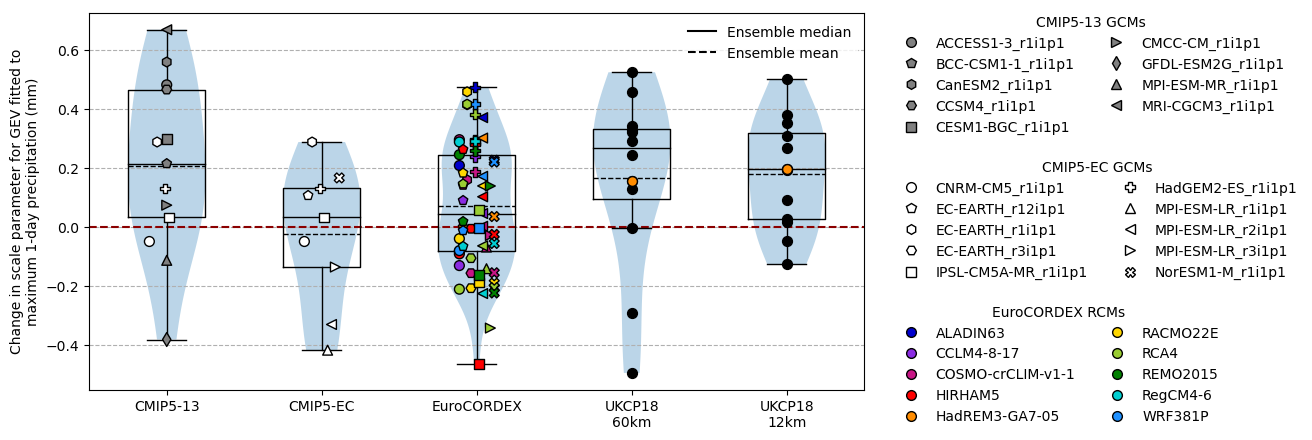 Change in scale parameter for GEV fitted to
maximum 1-day precipitation (mm)
0.6
0.4
0.2
0.0
−0.2
−0.4
Ensemble median
Ensemble mean
CMIP5-13
CMIP5-EC
EuroCORDEX
UKCP18
60km
UKCP18
12km
CMIP5-13 GCMs
ACCESS1-3_r1i1p1
BCC-CSM1-1_r1i1p1
CanESM2_r1i1p1
CCSM4_r1i1p1
CESM1-BGC_r1i1p1
CMCC-CM_r1i1p1
GFDL-ESM2G_r1i1p1
MPI-ESM-MR_r1i1p1
MRI-CGCM3_r1i1p1
CMIP5-EC GCMs
CNRM-CM5_r1i1p1
EC-EARTH_r12i1p1
EC-EARTH_r1i1p1
EC-EARTH_r3i1p1
IPSL-CM5A-MR_r1i1p1
HadGEM2-ES_r1i1p1
MPI-ESM-LR_r1i1p1
MPI-ESM-LR_r2i1p1
MPI-ESM-LR_r3i1p1
NorESM1-M_r1i1p1
EuroCORDEX RCMs
ALADIN63
CCLM4-8-17
COSMO-crCLIM-v1-1
HIRHAM5
HadREM3-GA7-05
RACMO22E
RCA4
REMO2015
RegCM4-6
WRF381P